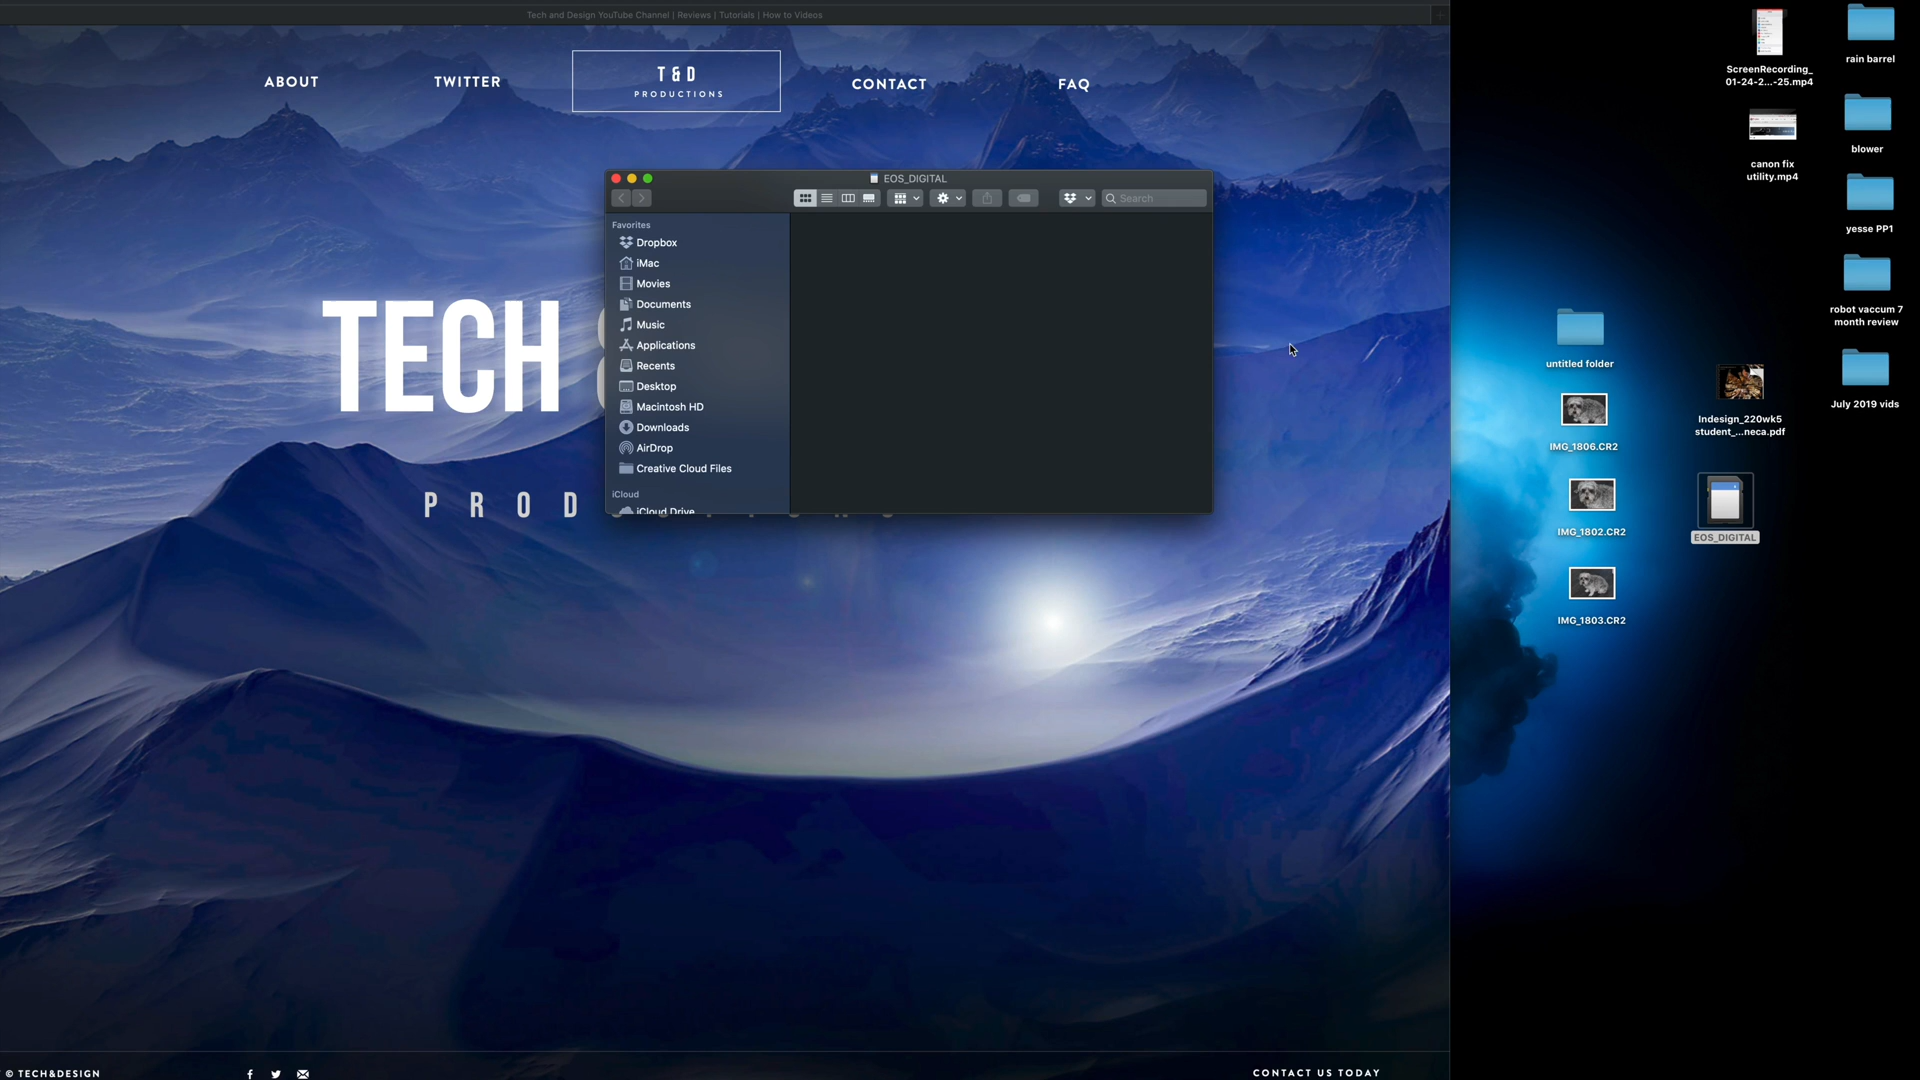 Tech and Design YouTube Channel | Reviews | Tutorials | How to Videos
ABOUT
TWITTER
T & D
PRODUCTIONS
CONTACT
FAQ
EOS_DIGITAL
Search
Favorites
Dropbox
iMac
Movies
Documents
Music
Applications
Recents
Desktop
Macintosh HD
Downloads
AirDrop
Creative Cloud Files
iCloud
iCloud Drive
TECH
PROD
© TECH&DESIGN
CONTACT US TODAY
ScreenRecording_
01-24-2...-25.mp4
rain barrel
canon fix
utility.mp4
blower
yesse PP1
robot vaccum 7
month review
untitled folder
July 2019 vids
IMG_1806.CR2
Indesign_220wk5
student_...neca.pdf
IMG_1802.CR2
EOS_DIGITAL
IMG_1803.CR2